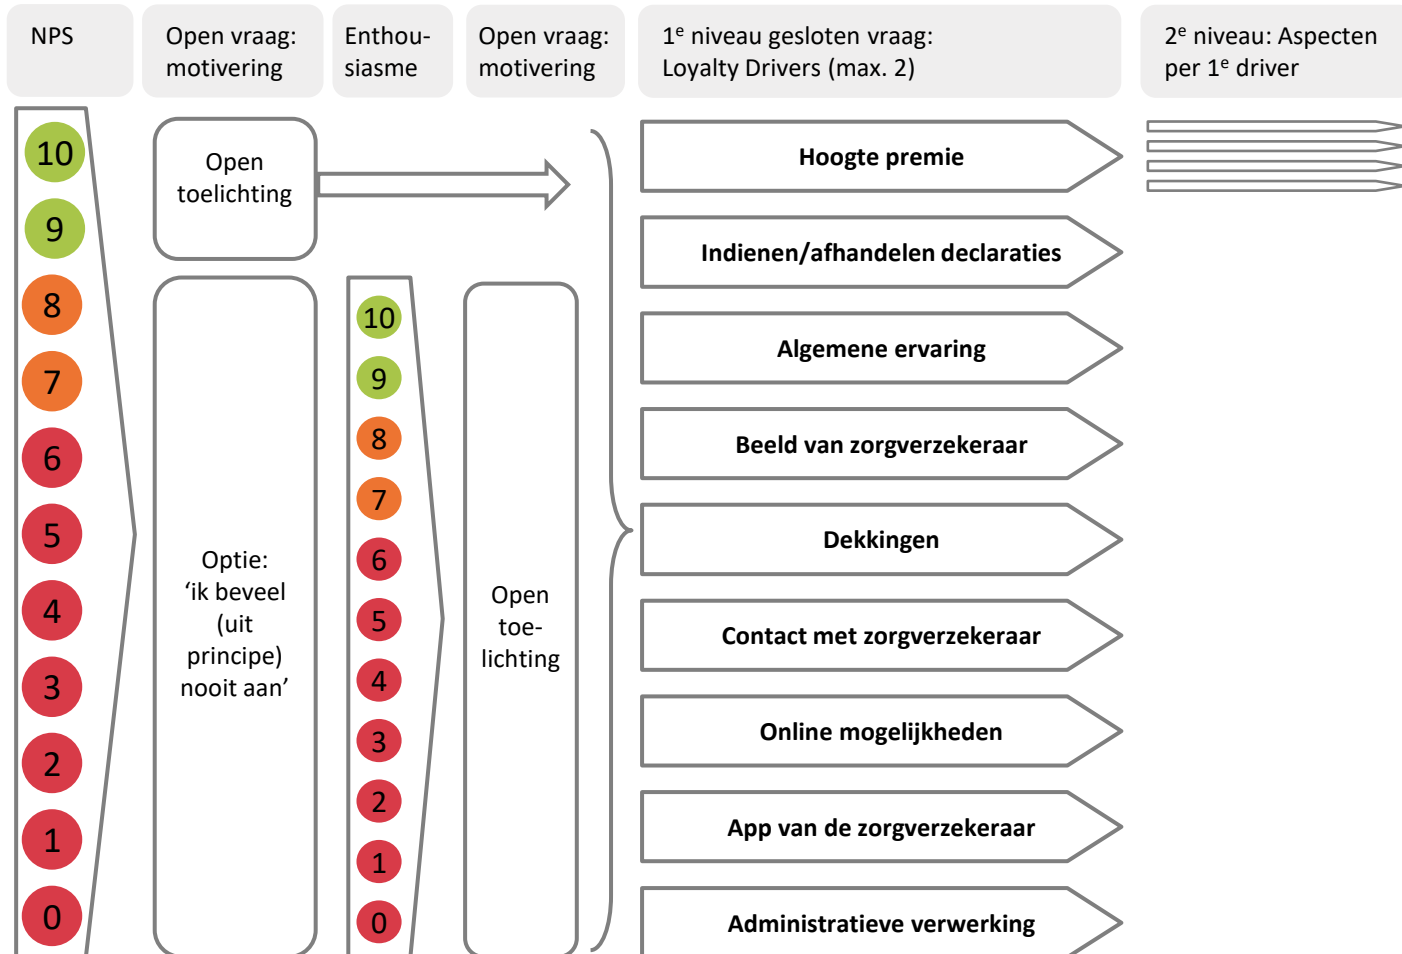 NPS
Open vraag:
motivering
Enthou-
siasme
Open vraag:
motivering
1e niveau gesloten vraag:
Loyalty Drivers (max. 2)
2e niveau: Aspecten
per 1e driver
10
9
8
7
6
5
4
3
2
1
0
Open
toelichting
Optie:
‘ik beveel
(uit
principe)
nooit aan’
10
9
8
7
6
5
4
3
2
1
0
Open
toe-
lichting
Hoogte premie
Indienen/afhandelen declaraties
Algemene ervaring
Beeld van zorgverzekeraar
Dekkingen
Contact met zorgverzekeraar
Online mogelijkheden
App van de zorgverzekeraar
Administratieve verwerking